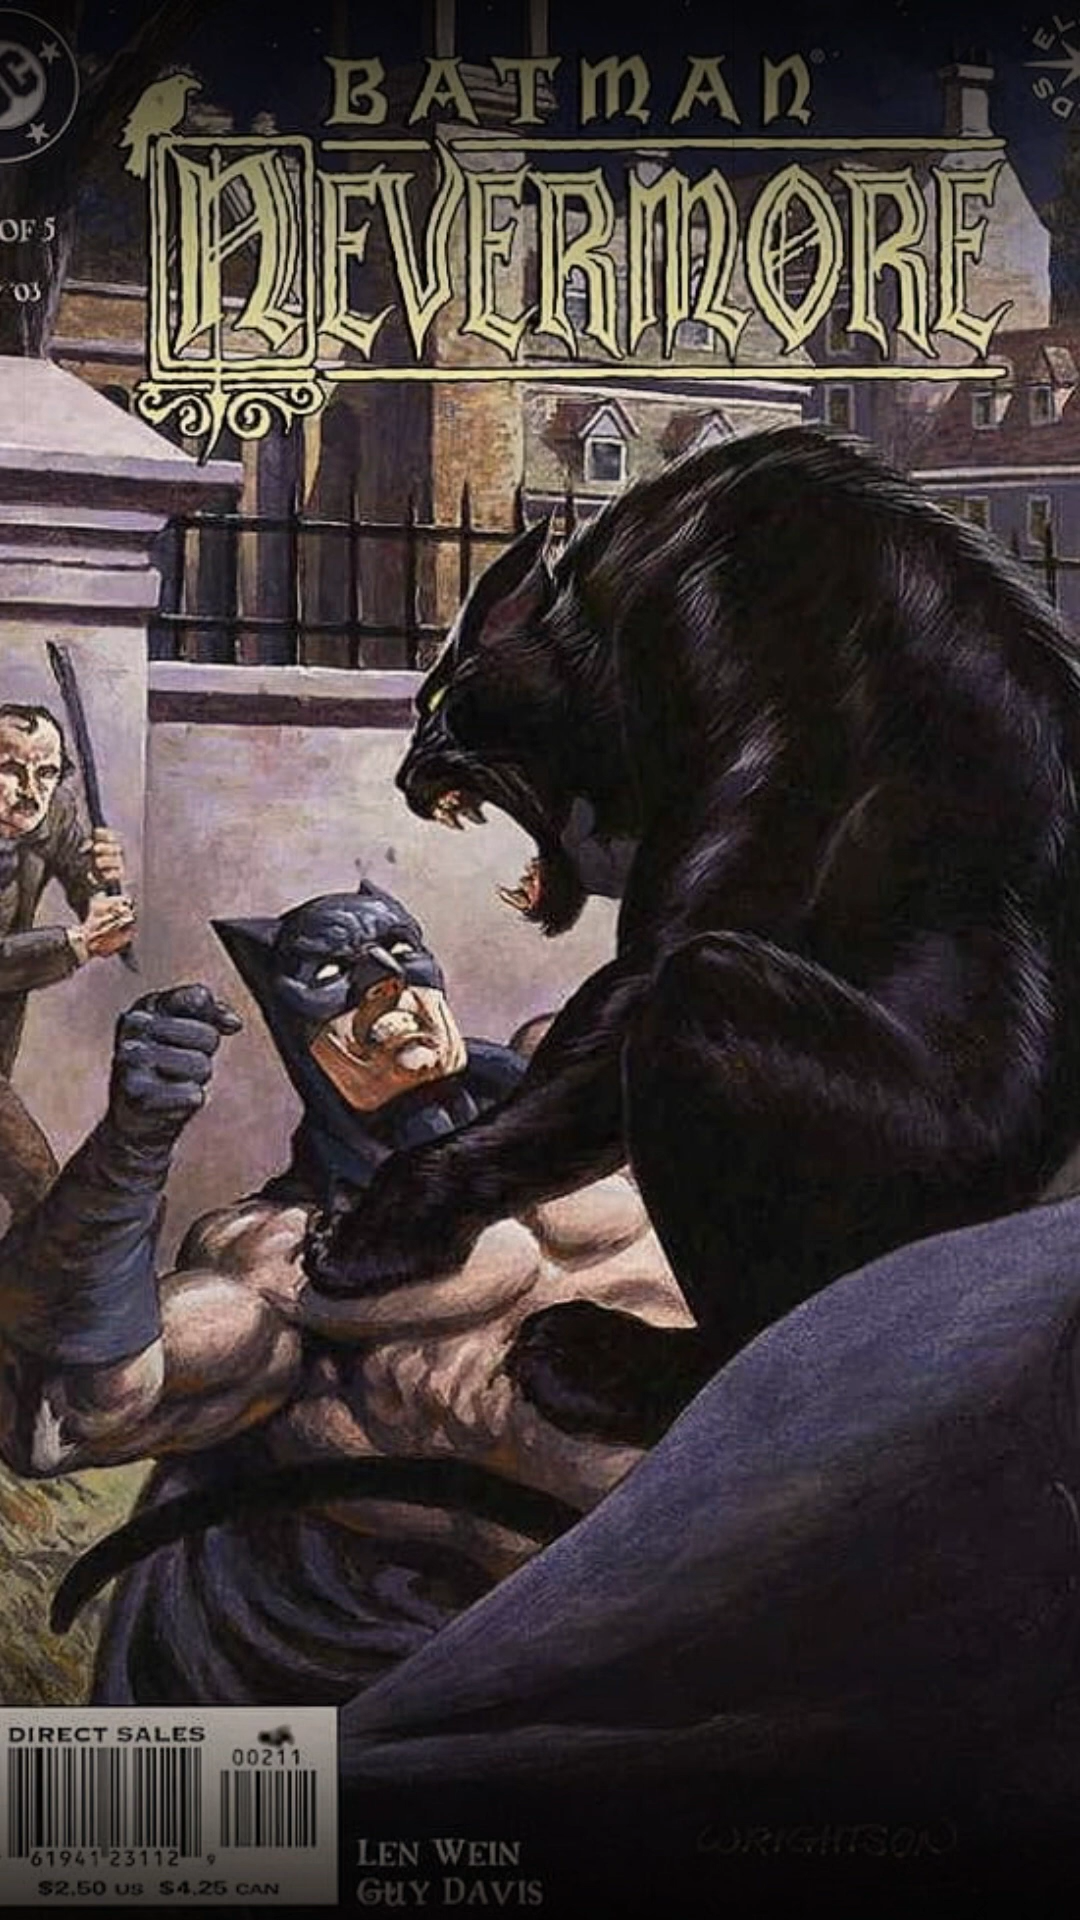 BATMAN®
NEVERMORE
OF 5
'03
DIRECT SALES
00211
61941 23112 9
$2.50 US $4.25 CAN
LEN WEIN
GUY DAVIS
WRIGHTSON